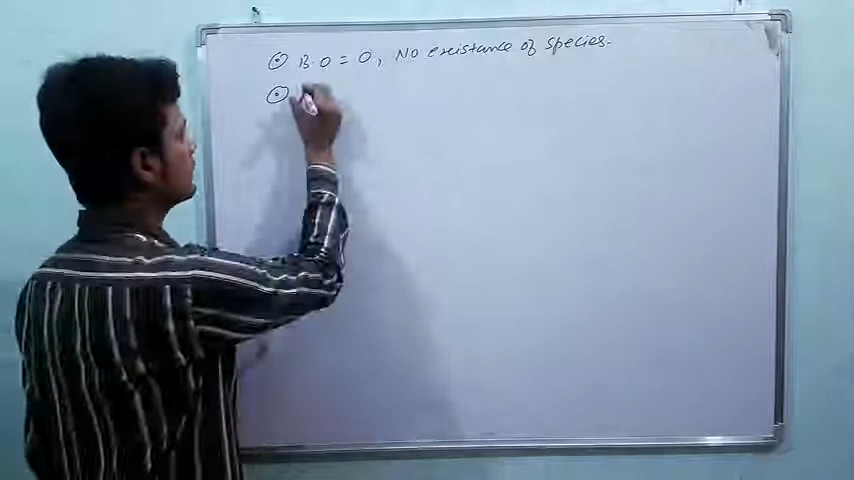 ⊙ B.O = 0, No existance of species.
⊙